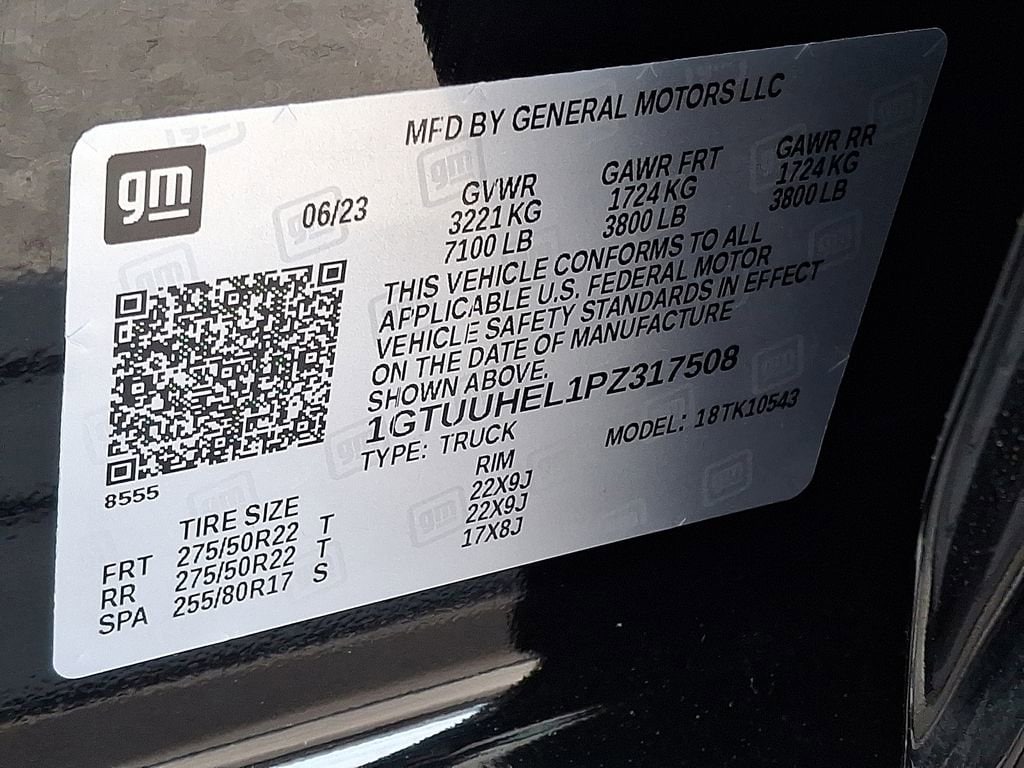 MFD BY GENERAL MOTORS LLC
gm
06/23
GVWR GAWR FRT GAWR RR
3221 KG 1724 KG 1724 KG
7100 LB 3800 LB 3800 LB
THIS VEHICLE CONFORMS TO ALL
APPLICABLE U.S. FEDERAL MOTOR
VEHICLE SAFETY STANDARDS IN EFFECT
ON THE DATE OF MANUFACTURE
SHOWN ABOVE.
1GTUUHEL1PZ317508
TYPE: TRUCK MODEL: 18TK10543
8555
TIRE SIZE RIM
FRT 275/50R22 T 22X9J
RR 275/50R22 T 22X9J
SPA 255/80R17 S 17X8J